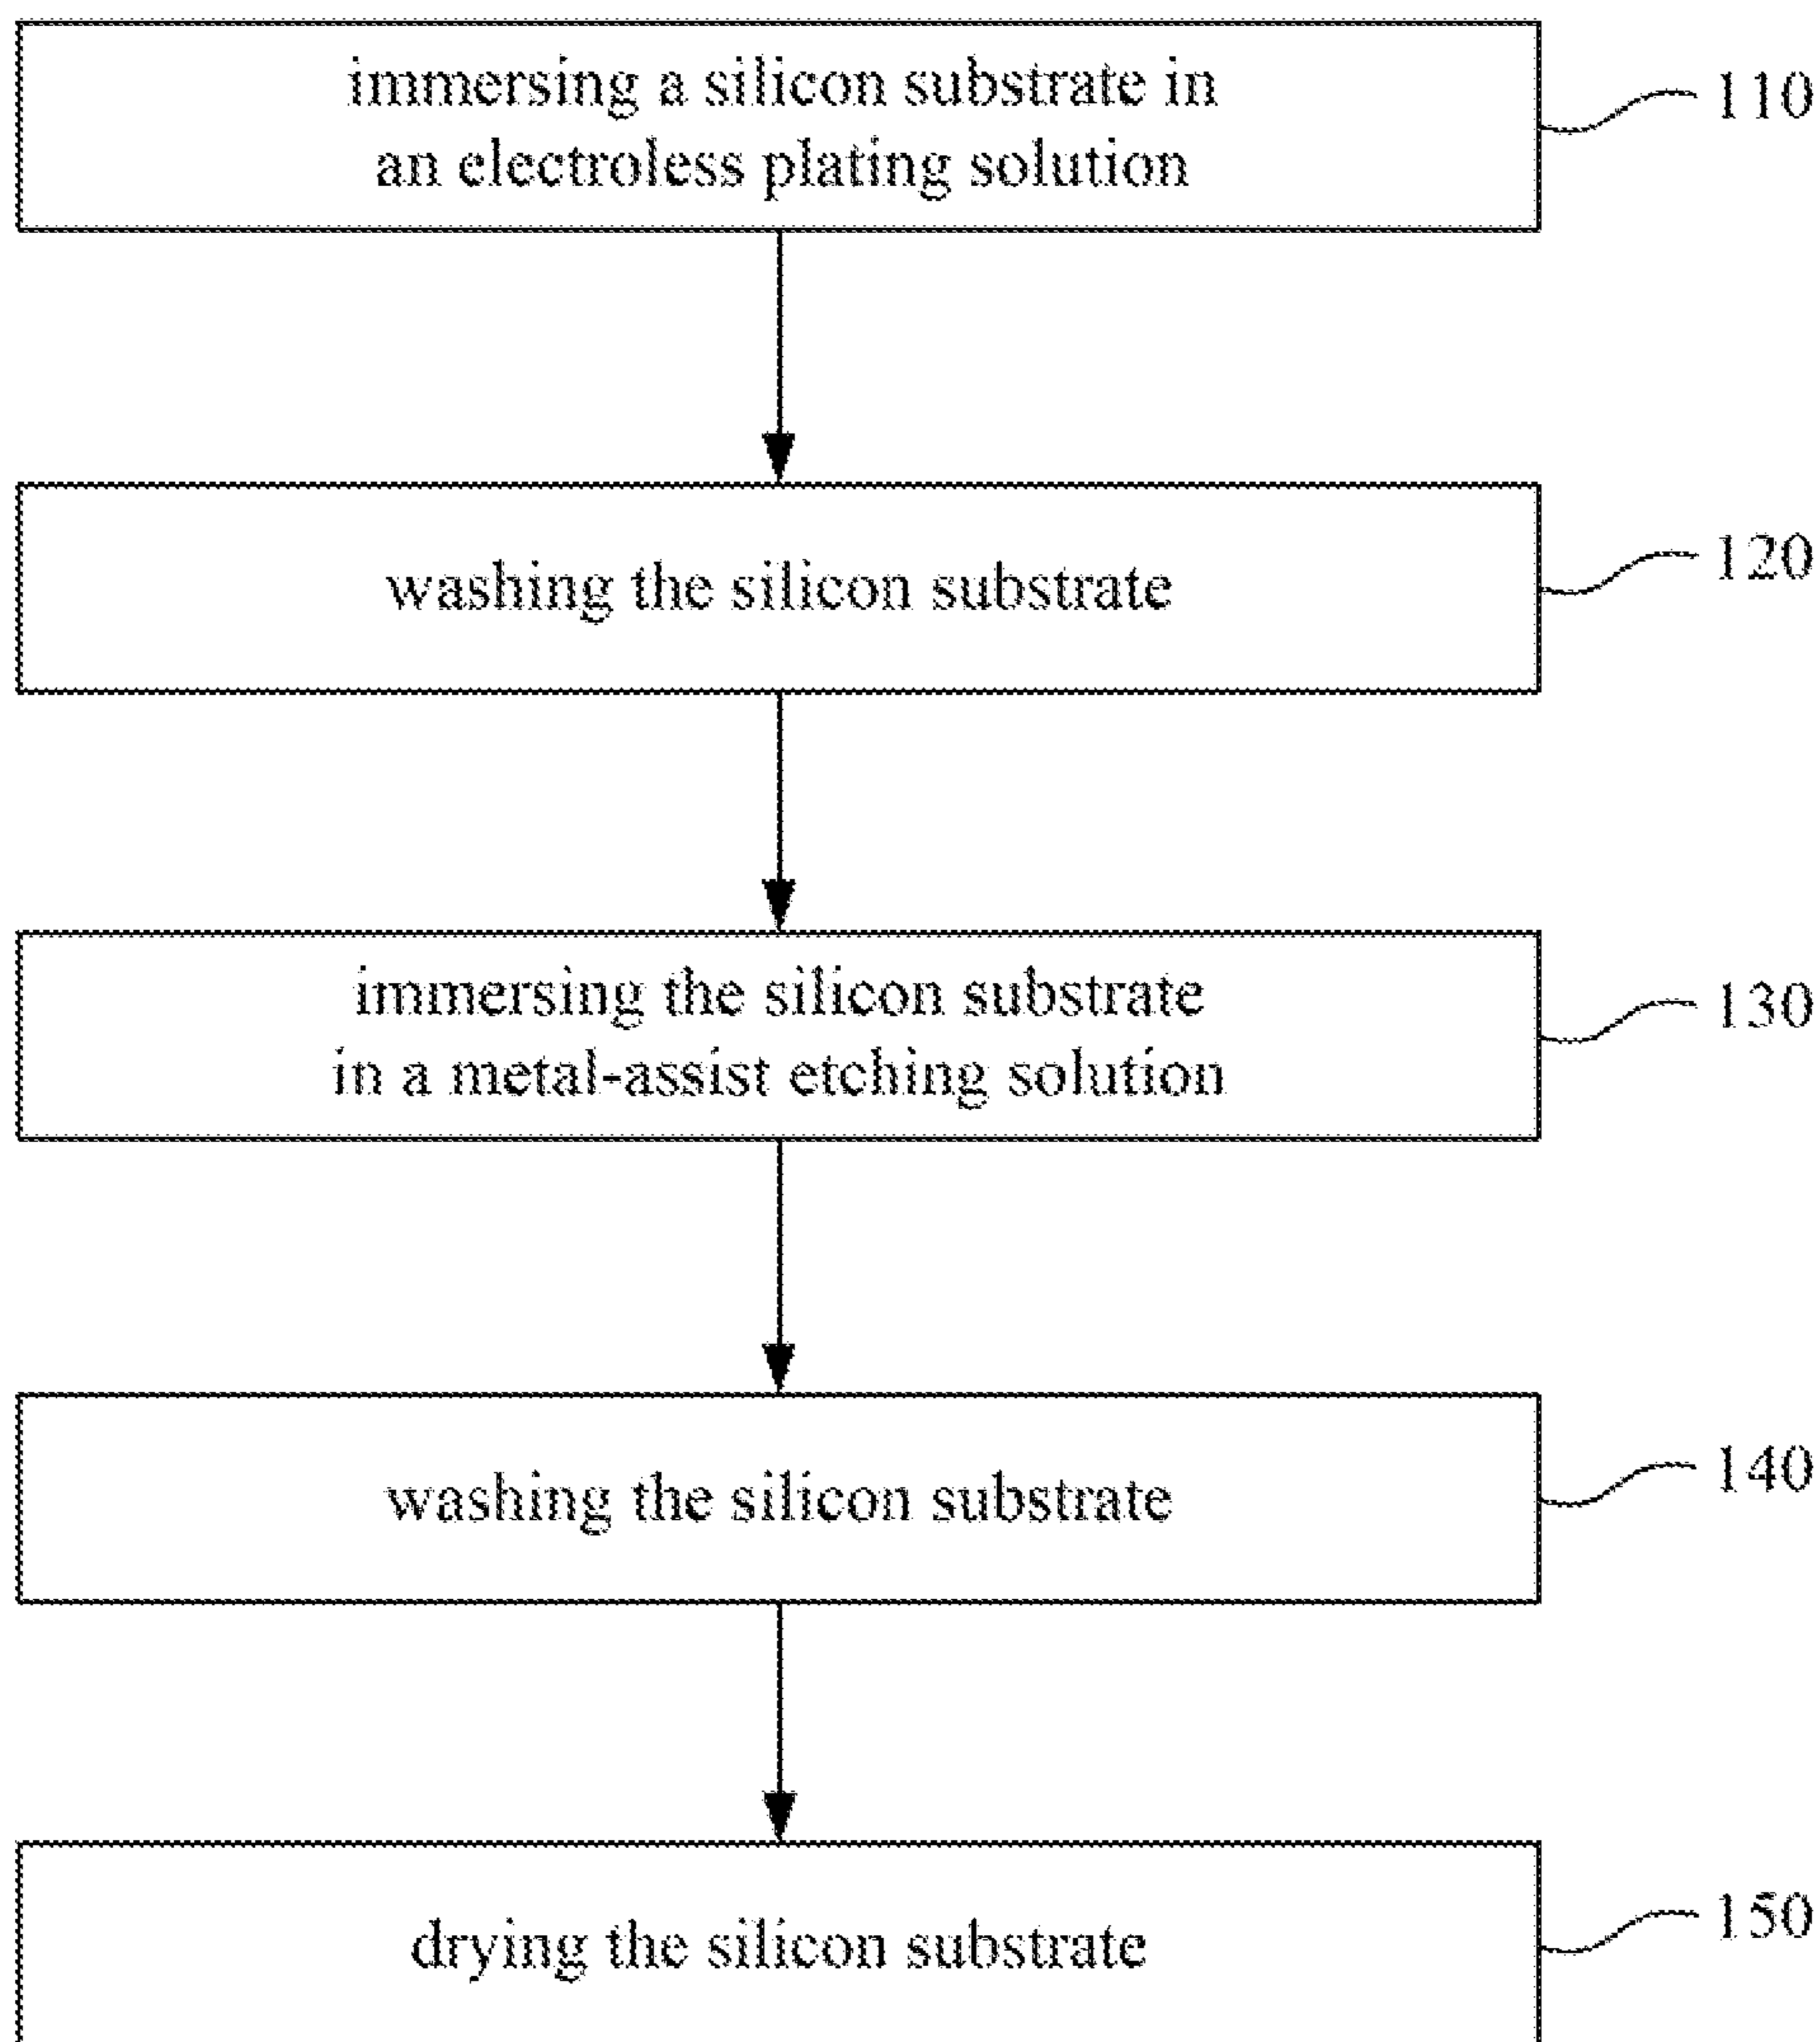 immersing a silicon substrate in
an electroless plating solution
110
washing the silicon substrate
120
immersing the silicon substrate
in a metal-assist etching solution
130
washing the silicon substrate
140
drying the silicon substrate
150